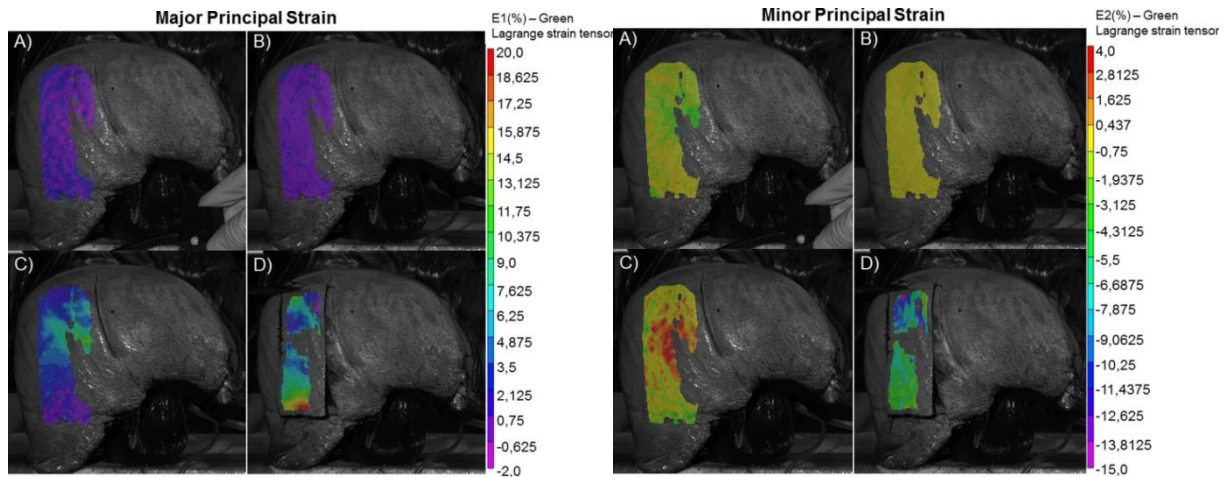 Major Principal Strain
E1(%) – Green
Lagrange strain tensor
A)
B)
C)
D)
20,0
18,625
17,25
15,875
14,5
13,125
11,75
10,375
9,0
7,625
6,25
4,875
3,5
2,125
0,75
-0,625
-2,0
Minor Principal Strain
E2(%) – Green
Lagrange strain tensor
A)
B)
C)
D)
4,0
2,8125
1,625
0,437
-0,75
-1,9375
-3,125
-4,3125
-5,5
-6,6875
-7,875
-9,0625
-10,25
-11,4375
-12,625
-13,8125
-15,0